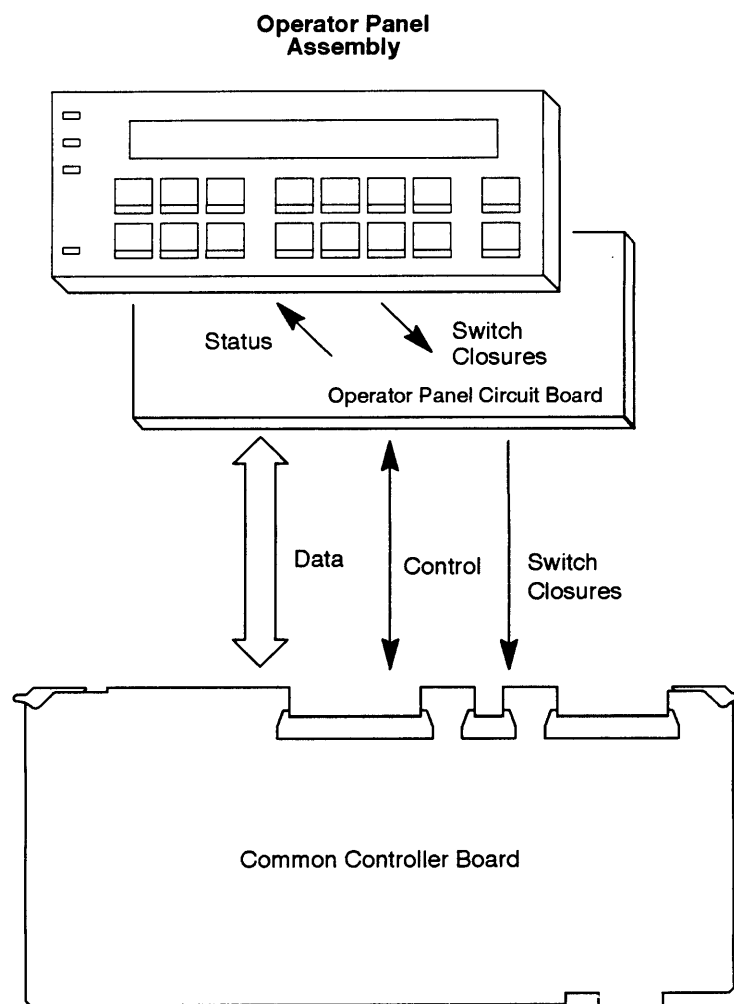 Operator Panel
Assembly
Status
Switch
Closures
Operator Panel Circuit Board
Data
Control
Switch
Closures
Common Controller Board